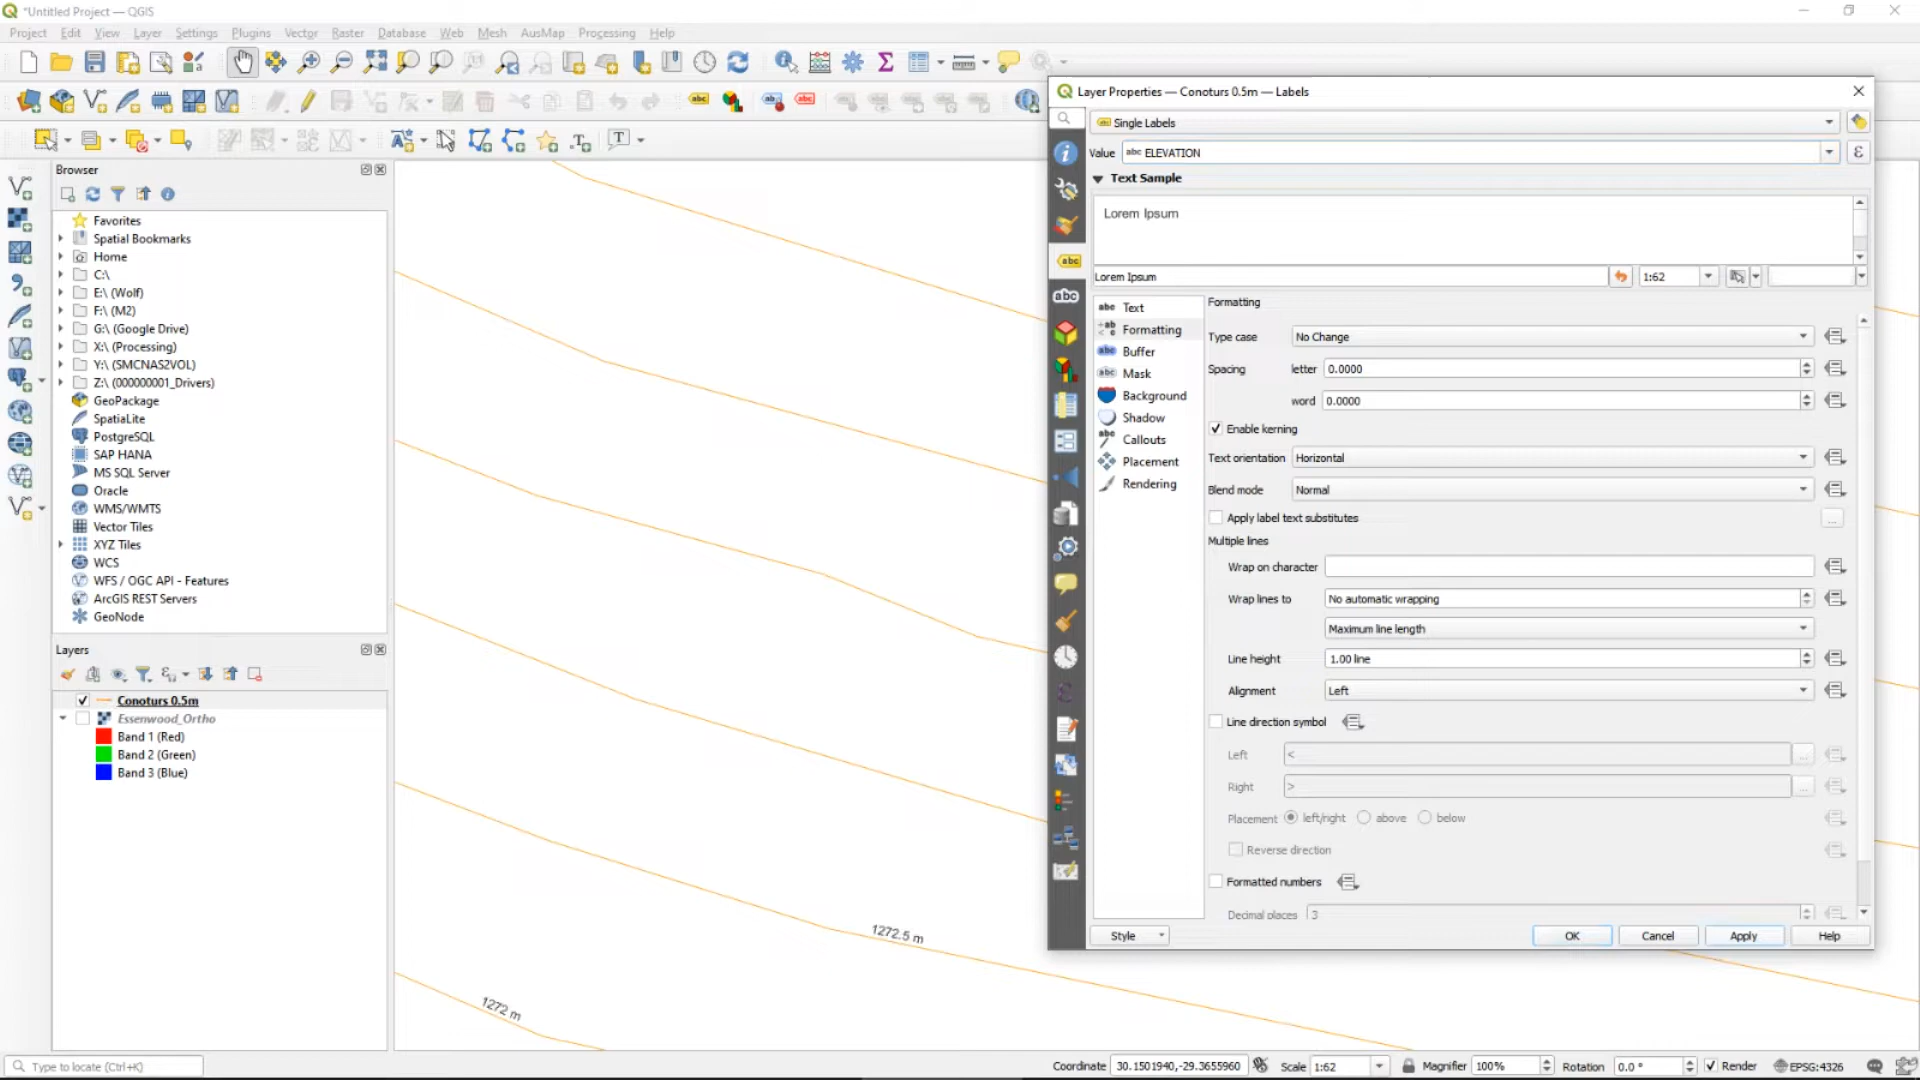 *Untitled Project — QGIS
Project Edit View Layer Settings Plugins Vector Raster Database Web Mesh AusMap Processing Help
Browser
Favorites
Spatial Bookmarks
Home
C:\
E:\ (Wolf)
F:\ (M2)
G:\ (Google Drive)
X:\ (Processing)
Y:\ (SMCNAS2VOL)
Z:\ (000000001_Drivers)
GeoPackage
SpatiaLite
PostgreSQL
SAP HANA
MS SQL Server
Oracle
WMS/WMTS
Vector Tiles
XYZ Tiles
WCS
WFS / OGC API - Features
ArcGIS REST Servers
GeoNode
Layers
Conoturs 0.5m
Essenwood_Ortho
Band 1 (Red)
Band 2 (Green)
Band 3 (Blue)
1272.5 m
1272 m
Layer Properties — Conoturs 0.5m — Labels
abc Single Labels
Value abc ELEVATION
Text Sample
Lorem Ipsum
Lorem Ipsum 1:62
abc Text
Formatting
Buffer
Mask
Background
Shadow
Callouts
Placement
Rendering
Formatting
Type case No Change
Spacing letter 0.0000
word 0.0000
Enable kerning
Text orientation Horizontal
Blend mode Normal
Apply label text substitutes ...
Multiple lines
Wrap on character
Wrap lines to No automatic wrapping
Maximum line length
Line height 1.00 line
Alignment Left
Line direction symbol
Left < ...
Right > ...
Placement left/right above below
Reverse direction
Formatted numbers
Decimal places 3
Style OK Cancel Apply Help
Type to locate (Ctrl+K) Coordinate 30.1501940,-29.3655960 Scale 1:62 Magnifier 100% Rotation 0.0 ° Render EPSG:4326